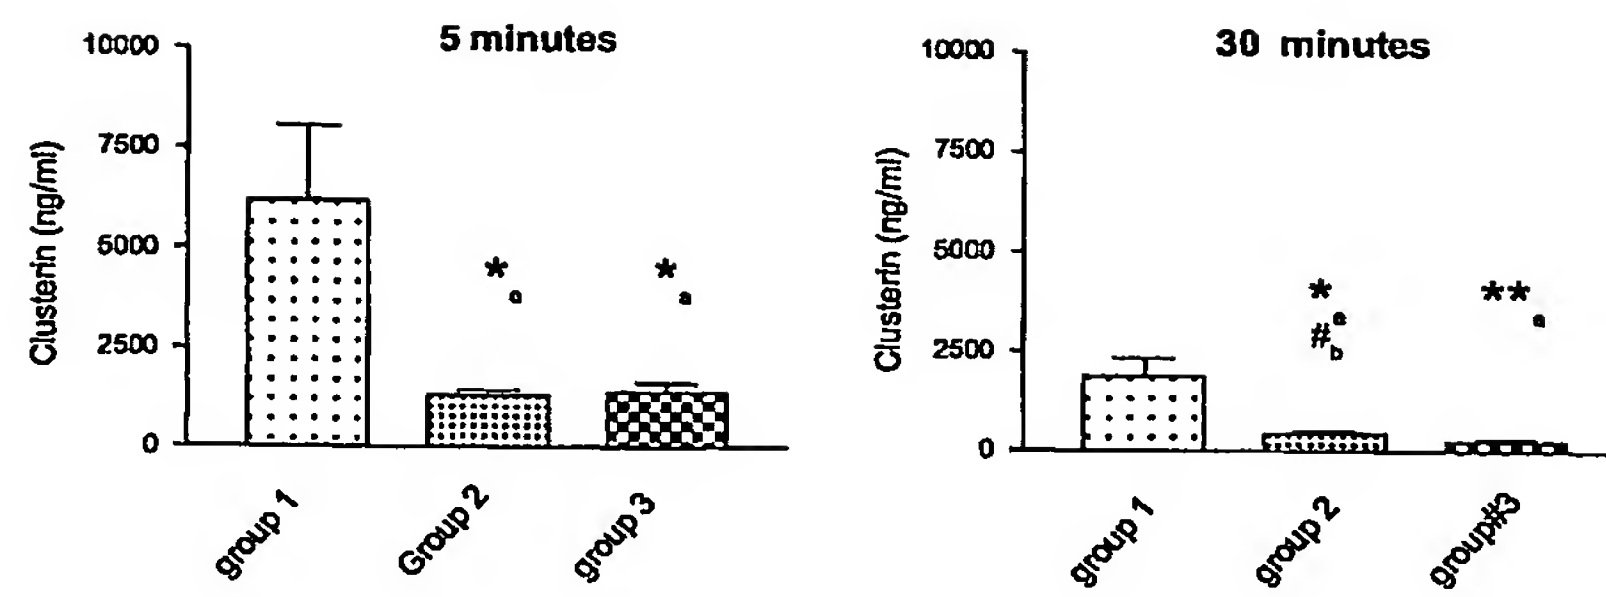 5 minutes
Clusterin (ng/ml)
10000
7500
5000
2500
0
*
a
*
a
group 1
Group 2
group 3
30 minutes
Clusterin (ng/ml)
10000
7500
5000
2500
0
*
a
#
b
**
a
group 1
group 2
group#3